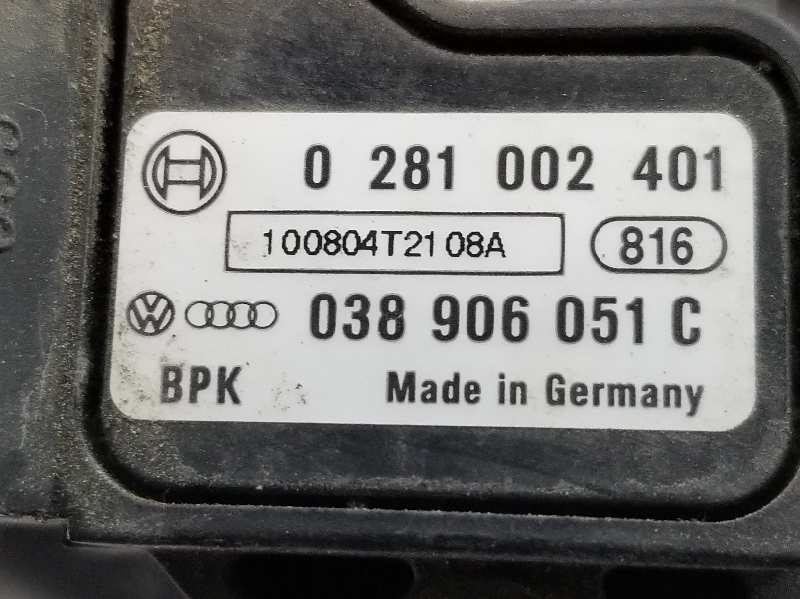 0 281 002 401
100804T2108A
816
038 906 051 C
BPK Made in Germany